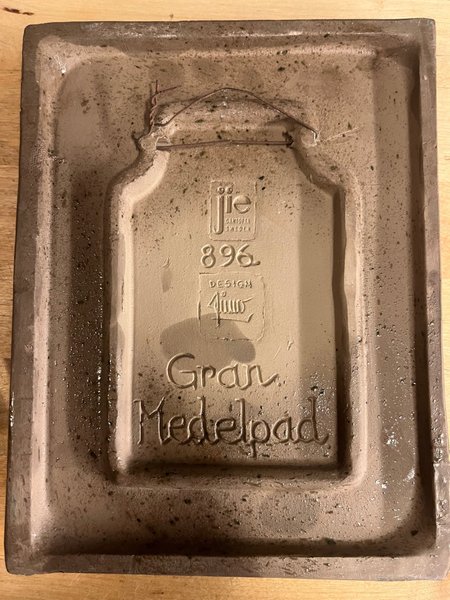 jie
GANTOFTA
SWEDEN
896
DESIGN
Gran
Medelpad